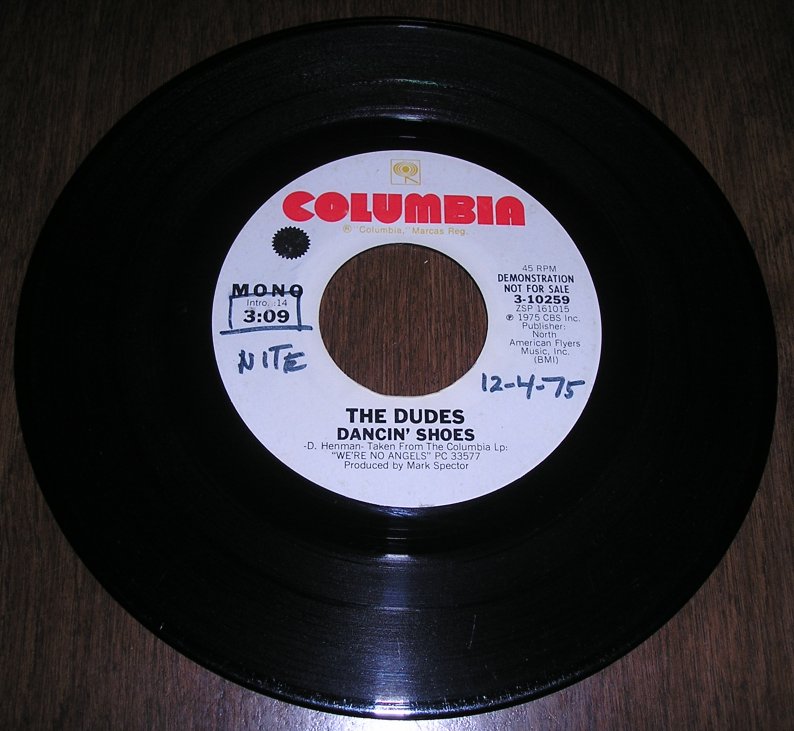 COLUMBIA
® "Columbia," Marcas Reg.
MONO
Intro. :14
3:09
NITE
45 RPM
DEMONSTRATION
NOT FOR SALE
3-10259
ZSP 161015
℗ 1975 CBS Inc.
Publisher:
North
American Flyers
Music, Inc.
(BMI)
12-4-75
THE DUDES
DANCIN' SHOES
-D. Henman- Taken From The Columbia Lp:
"WE'RE NO ANGELS" PC 33577
Produced by Mark Spector